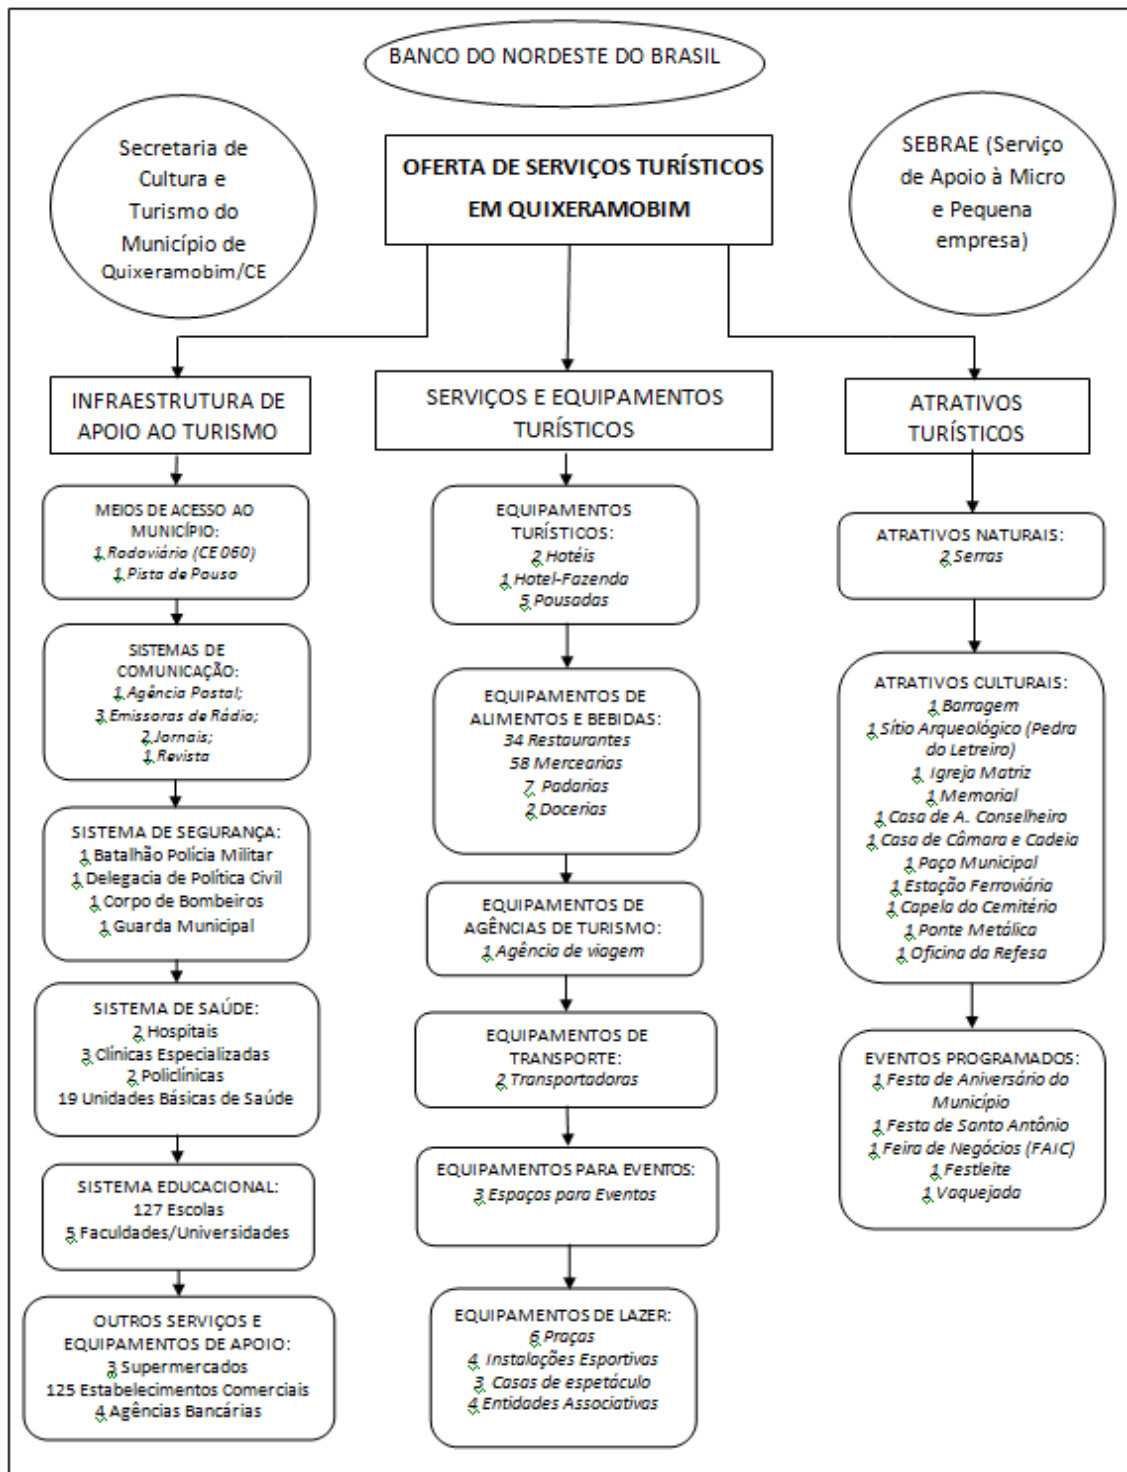 BANCO DO NORDESTE DO BRASIL
Secretaria de
Cultura e
Turismo do
Município de
Quixeramobim/CE
OFERTA DE SERVIÇOS TURÍSTICOS
EM QUIXERAMOBIM
SEBRAE (Serviço
de Apoio à Micro
e Pequena
empresa)
INFRAESTRUTURA DE
APOIO AO TURISMO
MEIOS DE ACESSO AO
MUNICÍPIO:
1 Rodoviário (CE 060)
1 Pista de Pouso
SISTEMAS DE
COMUNICAÇÃO:
1 Agência Postal;
3 Emissoras de Rádio;
2 Jornais;
1 Revista
SISTEMA DE SEGURANÇA:
1 Batalhão Polícia Militar
1 Delegacia de Política Civil
1 Corpo de Bombeiros
1 Guarda Municipal
SISTEMA DE SAÚDE:
2 Hospitais
3 Clínicas Especializadas
2 Policlínicas
19 Unidades Básicas de Saúde
SISTEMA EDUCACIONAL:
127 Escolas
5 Faculdades/Universidades
OUTROS SERVIÇOS E
EQUIPAMENTOS DE APOIO:
3 Supermercados
125 Estabelecimentos Comerciais
4 Agências Bancárias
SERVIÇOS E EQUIPAMENTOS
TURÍSTICOS
EQUIPAMENTOS
TURÍSTICOS:
2 Hotéis
1 Hotel-Fazenda
5 Pousadas
EQUIPAMENTOS DE
ALIMENTOS E BEBIDAS:
34 Restaurantes
58 Mercearias
7 Padarias
2 Docerias
EQUIPAMENTOS DE
AGÊNCIAS DE TURISMO:
1 Agência de viagem
EQUIPAMENTOS DE
TRANSPORTE:
2 Transportadoras
EQUIPAMENTOS PARA EVENTOS:
3 Espaços para Eventos
EQUIPAMENTOS DE LAZER:
6 Praças
4 Instalações Esportivas
3 Casas de espetáculo
4 Entidades Associativas
ATRATIVOS
TURÍSTICOS
ATRATIVOS NATURAIS:
2 Serras
ATRATIVOS CULTURAIS:
1 Barragem
1 Sítio Arqueológico (Pedra
do Letreiro)
1 Igreja Matriz
1 Memorial
1 Casa de A. Conselheiro
1 Casa de Câmara e Cadeia
1 Paço Municipal
1 Estação Ferroviária
1 Capela do Cemitério
1 Ponte Metálica
1 Oficina da Refesa
EVENTOS PROGRAMADOS:
1 Festa de Aniversário do
Município
1 Festa de Santo Antônio
1 Feira de Negócios (FAIC)
1 Festleite
1 Vaquejada